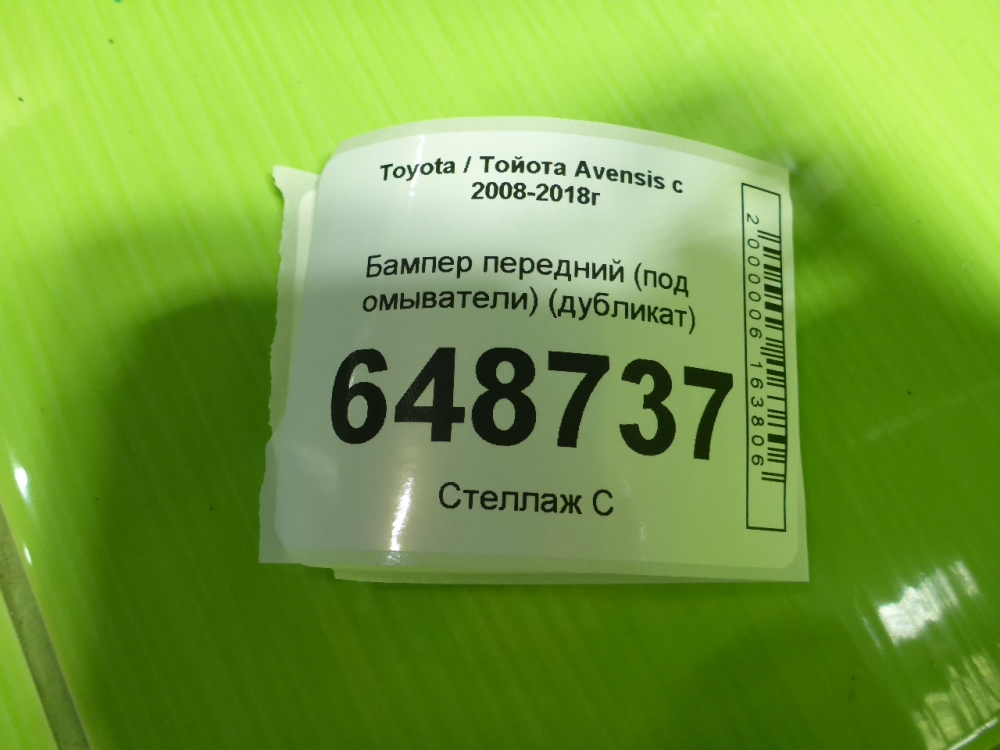 Toyota / Тойота Avensis с
2008-2018г
Бампер передний (под
омыватели) (дубликат)
648737
Стеллаж С
2000006163806